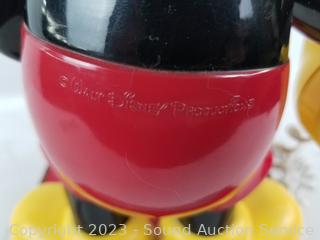 © Walt Disney Productions
Copyright 2023 - Sound Auction Service